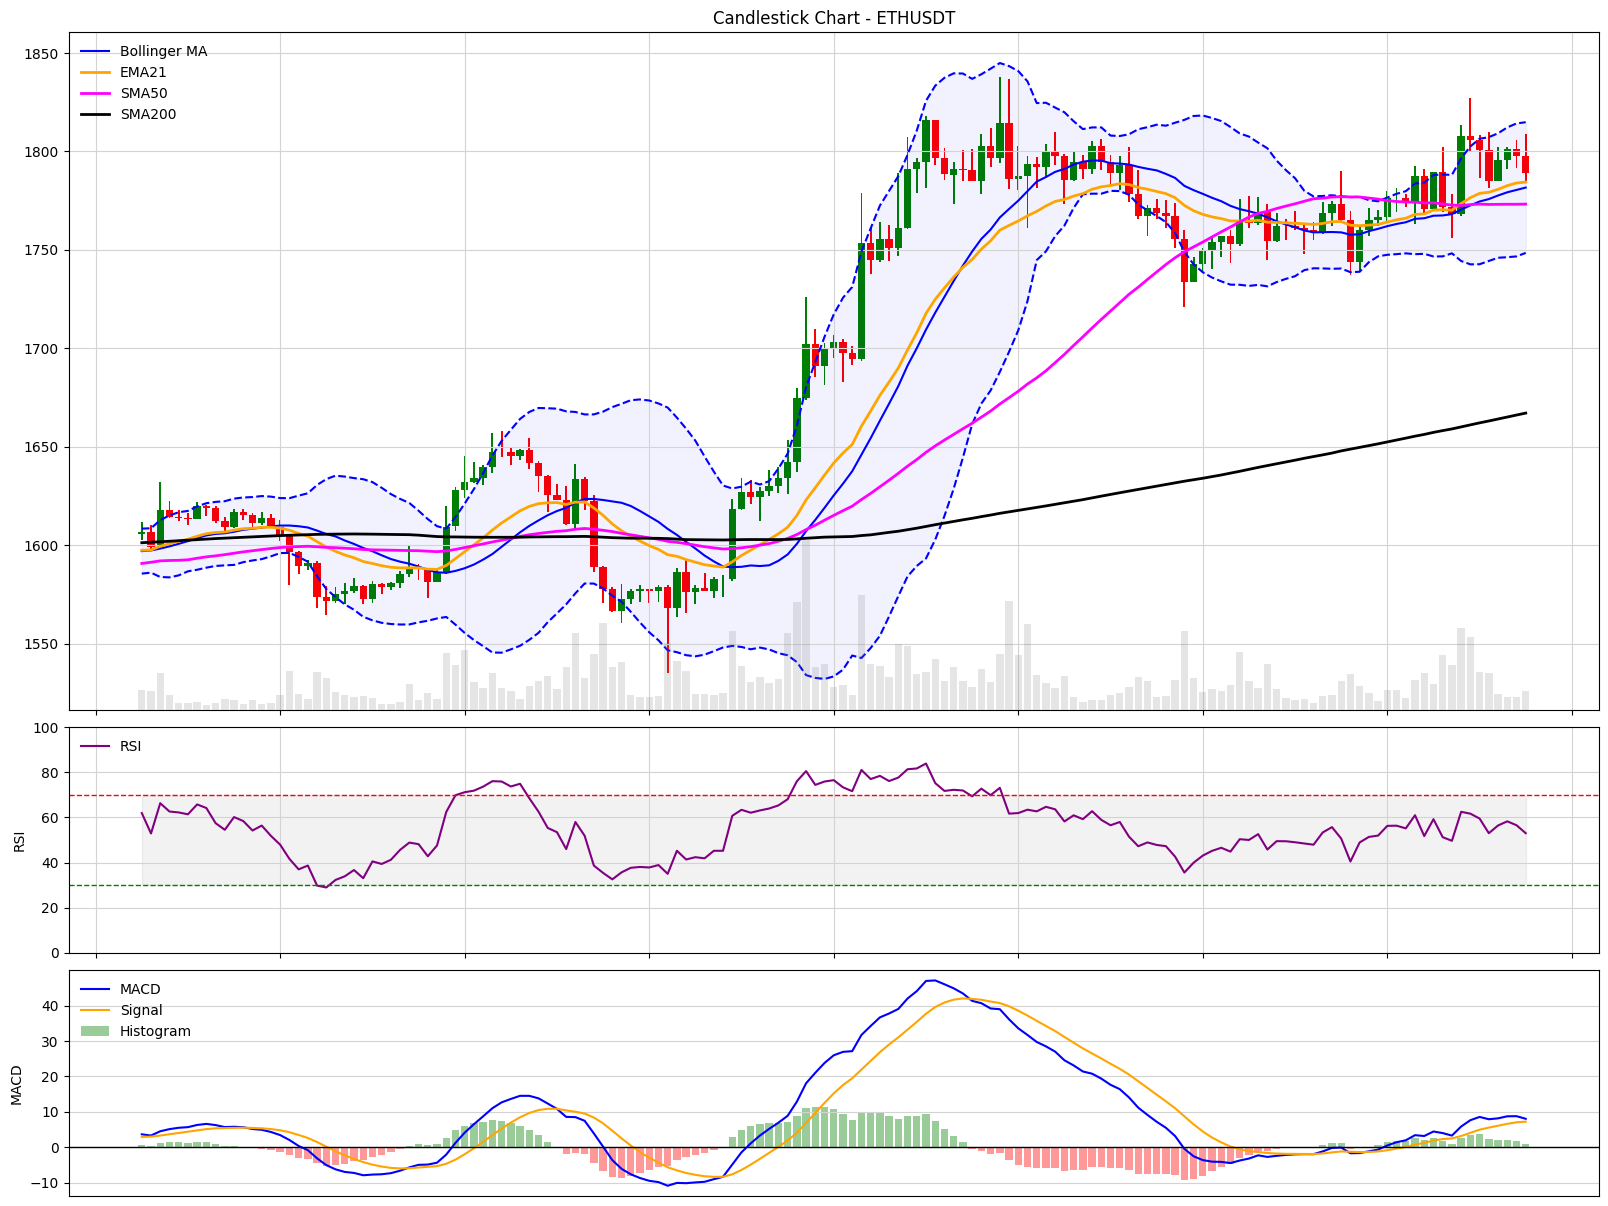 Candlestick Chart - ETHUSDT
Bollinger MA
EMA21
SMA50
SMA200
1850
1800
1750
1700
1650
1600
1550
RSI
RSI
100
80
60
40
20
0
MACD
Signal
Histogram
MACD
40
30
20
10
0
−10